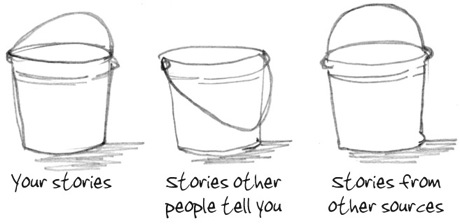 Your stories
Stories other
people tell you
Stories from
other sources